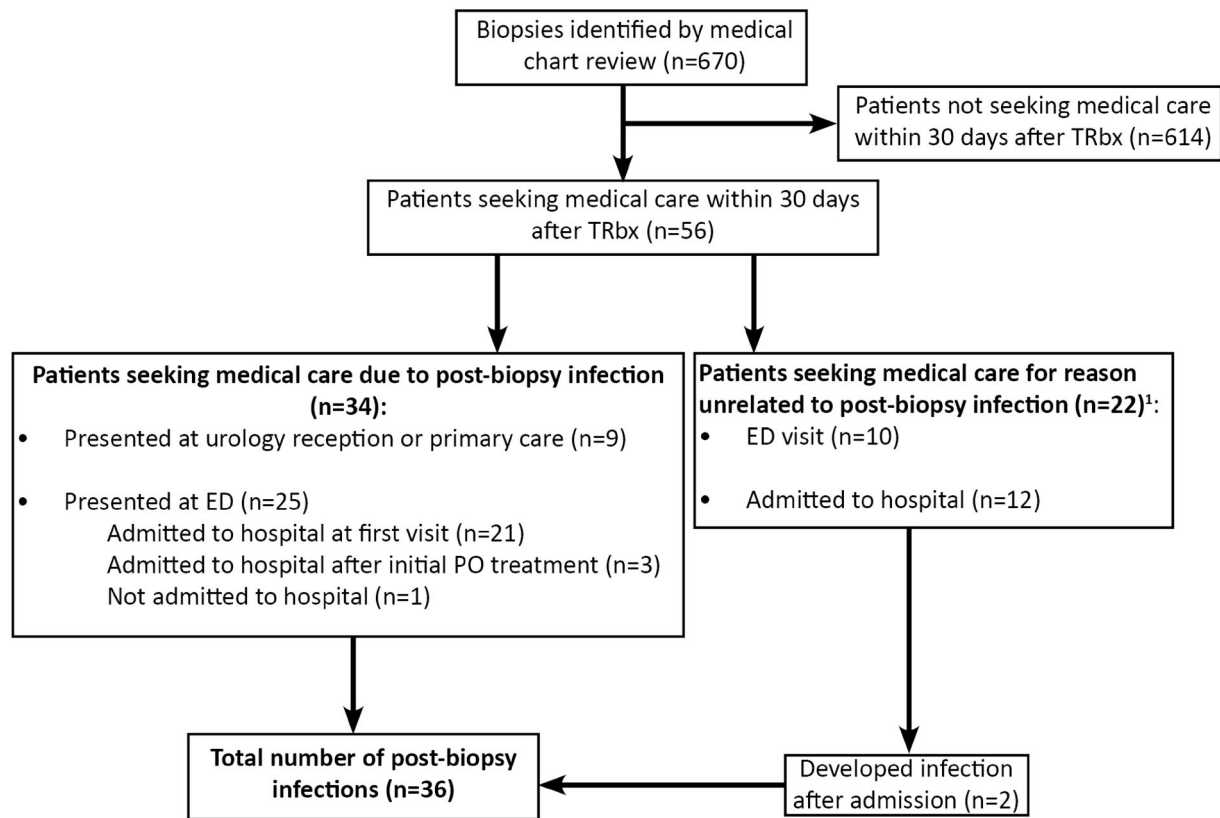 Biopsies identified by medical
chart review (n=670)
Patients not seeking medical care
within 30 days after TRbx (n=614)
Patients seeking medical care within 30 days
after TRbx (n=56)
Patients seeking medical care due to post-biopsy infection
(n=34):
• Presented at urology reception or primary care (n=9)
• Presented at ED (n=25)
Admitted to hospital at first visit (n=21)
Admitted to hospital after initial PO treatment (n=3)
Not admitted to hospital (n=1)
Patients seeking medical care for reason
unrelated to post-biopsy infection (n=22)¹:
• ED visit (n=10)
• Admitted to hospital (n=12)
Total number of post-biopsy
infections (n=36)
Developed infection
after admission (n=2)